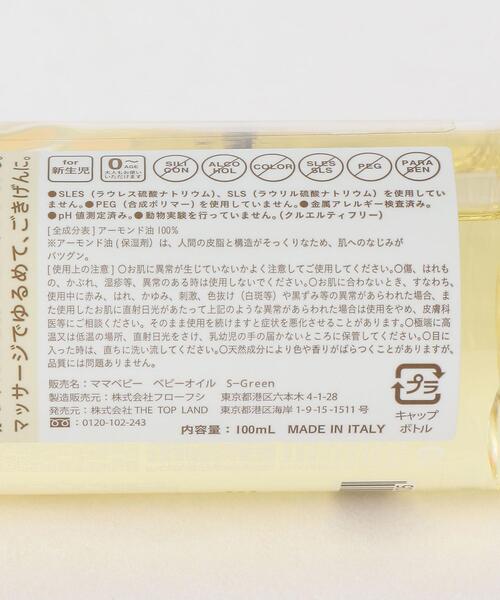 for
新生児
0〜
AGE
大人もお使い
いただけます
SILI
CON
ALC
OHOL
COLOR
SLES
SLS
PEG
PARA
BEN
●SLES（ラウレス硫酸ナトリウム）、SLS（ラウリル硫酸ナトリウム）を使用してい
ません。●PEG（合成ポリマー）を使用していません。●金属アレルギー検査済み。
●pH 値測定済み。●動物実験を行っていません。（クルエルティフリー）
[全成分表] アーモンド油 100%
※アーモンド油（保湿剤）は、人間の皮脂と構造がそっくりなため、肌へのなじみが
バツグン。
[使用上の注意] ○お肌に異常が生じていないかよく注意してご使用してください。○傷、はれも
の、かぶれ、湿疹等、異常のある時は使用しないでください。○お肌に合わないとき、すなわち、
使用中に赤み、はれ、かゆみ、刺激、色抜け（白斑等）や黒ずみ等の異常があらわれた場合、また
使用したお肌に直射日光があたって上記のような異常があらわれた場合は使用をやめ、皮膚科
医等にご相談ください。そのまま使用を続けますと症状を悪化させることがあります。○極端に高
温又は低温の場所、直射日光をさけ、乳幼児の手の届かないところに保管してください。○目に
入った時は、直ちに洗い流してください。○天然成分により色や香りがばらつくことがありますが、
品質には問題ありません。
販売名：ママベビー ベビーオイル S-Green
製造販売元：株式会社フローフシ 東京都港区六本木 4-1-28
発売元：株式会社 THE TOP LAND 東京都港区海岸 1-9-15-1511 号
：0120-102-243
内容量：100mL MADE IN ITALY
プラ
キャップ
ボトル
マッサージでゆるめて、ごきげんに。